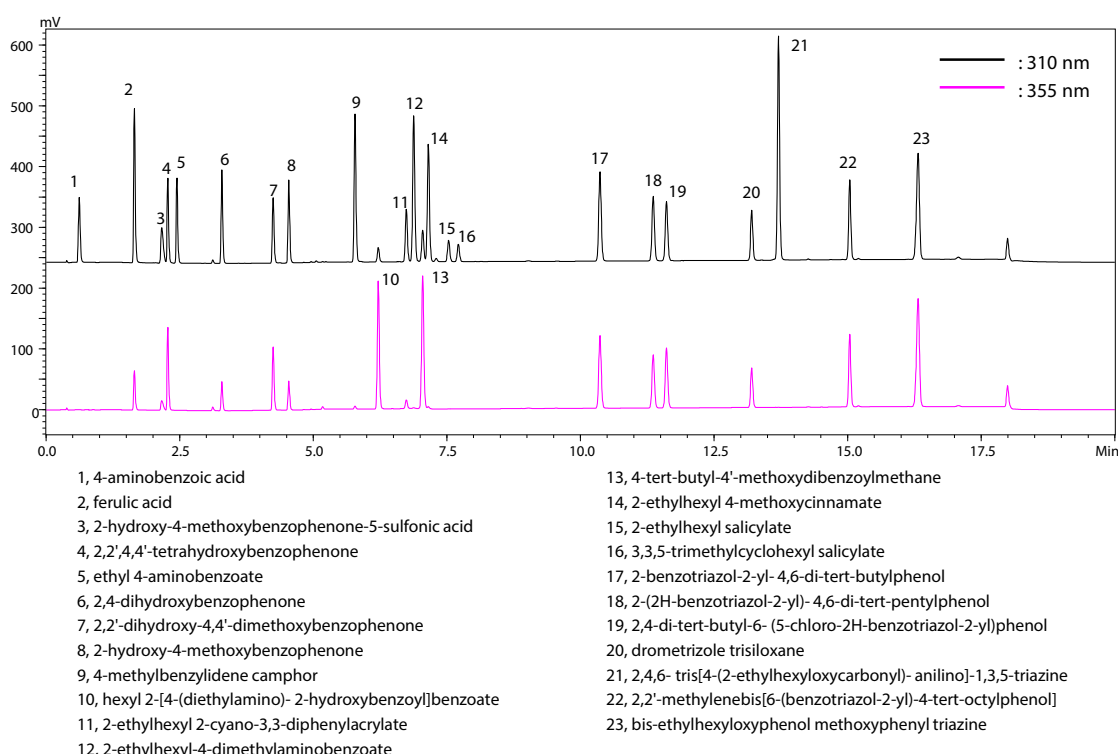 mV
600
500
400
300
200
100
0
: 310 nm
: 355 nm
1
2
3
4
5
6
7
8
9
10
11
12
13
14
15
16
17
18
19
20
21
22
23
0.0 2.5 5.0 7.5 10.0 12.5 15.0 17.5 Min
1, 4-aminobenzoic acid
2, ferulic acid
3, 2-hydroxy-4-methoxybenzophenone-5-sulfonic acid
4, 2,2',4,4'-tetrahydroxybenzophenone
5, ethyl 4-aminobenzoate
6, 2,4-dihydroxybenzophenone
7, 2,2'-dihydroxy-4,4'-dimethoxybenzophenone
8, 2-hydroxy-4-methoxybenzophenone
9, 4-methylbenzylidene camphor
10, hexyl 2-[4-(diethylamino)- 2-hydroxybenzoyl]benzoate
11, 2-ethylhexyl 2-cyano-3,3-diphenylacrylate
12, 2-ethylhexyl-4-dimethylaminobenzoate
13, 4-tert-butyl-4'-methoxydibenzoylmethane
14, 2-ethylhexyl 4-methoxycinnamate
15, 2-ethylhexyl salicylate
16, 3,3,5-trimethylcyclohexyl salicylate
17, 2-benzotriazol-2-yl- 4,6-di-tert-butylphenol
18, 2-(2H-benzotriazol-2-yl)- 4,6-di-tert-pentylphenol
19, 2,4-di-tert-butyl-6- (5-chloro-2H-benzotriazol-2-yl)phenol
20, drometrizole trisiloxane
21, 2,4,6- tris[4-(2-ethylhexyloxycarbonyl)- anilino]-1,3,5-triazine
22, 2,2'-methylenebis[6-(benzotriazol-2-yl)-4-tert-octylphenol]
23, bis-ethylhexyloxyphenol methoxyphenyl triazine